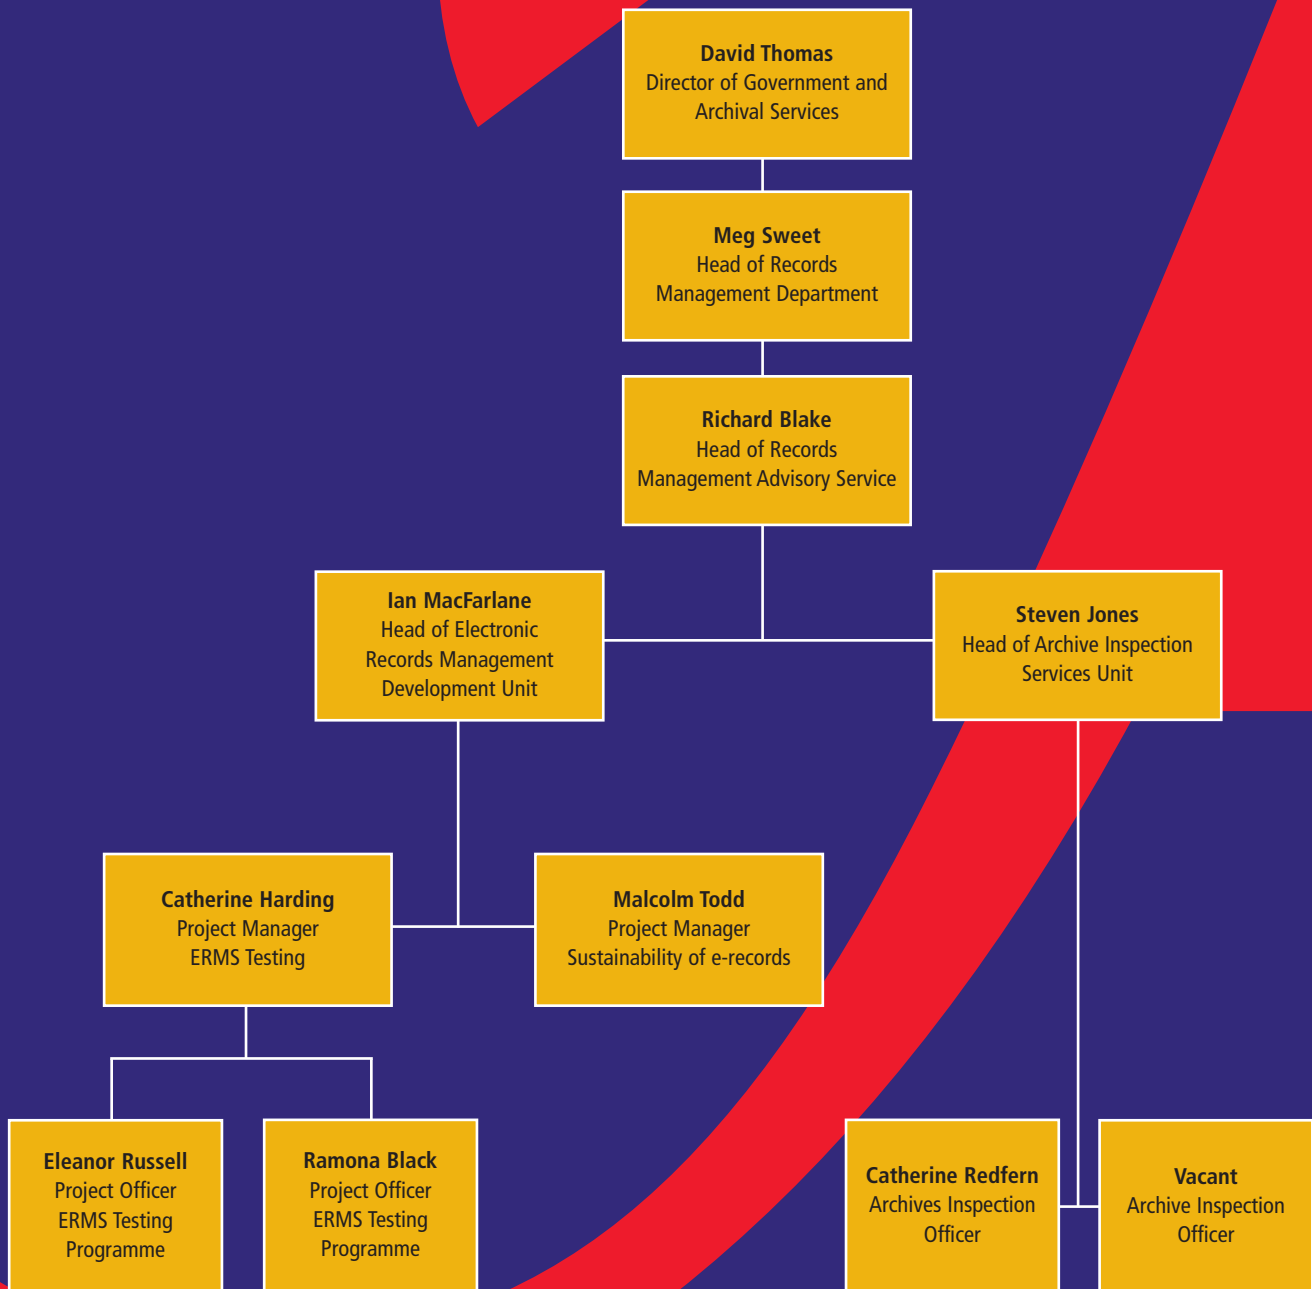 David Thomas
Director of Government and
Archival Services
Meg Sweet
Head of Records
Management Department
Richard Blake
Head of Records
Management Advisory Service
Ian MacFarlane
Head of Electronic
Records Management
Development Unit
Steven Jones
Head of Archive Inspection
Services Unit
Catherine Harding
Project Manager
ERMS Testing
Malcolm Todd
Project Manager
Sustainability of e-records
Eleanor Russell
Project Officer
ERMS Testing
Programme
Ramona Black
Project Officer
ERMS Testing
Programme
Catherine Redfern
Archives Inspection
Officer
Vacant
Archive Inspection
Officer